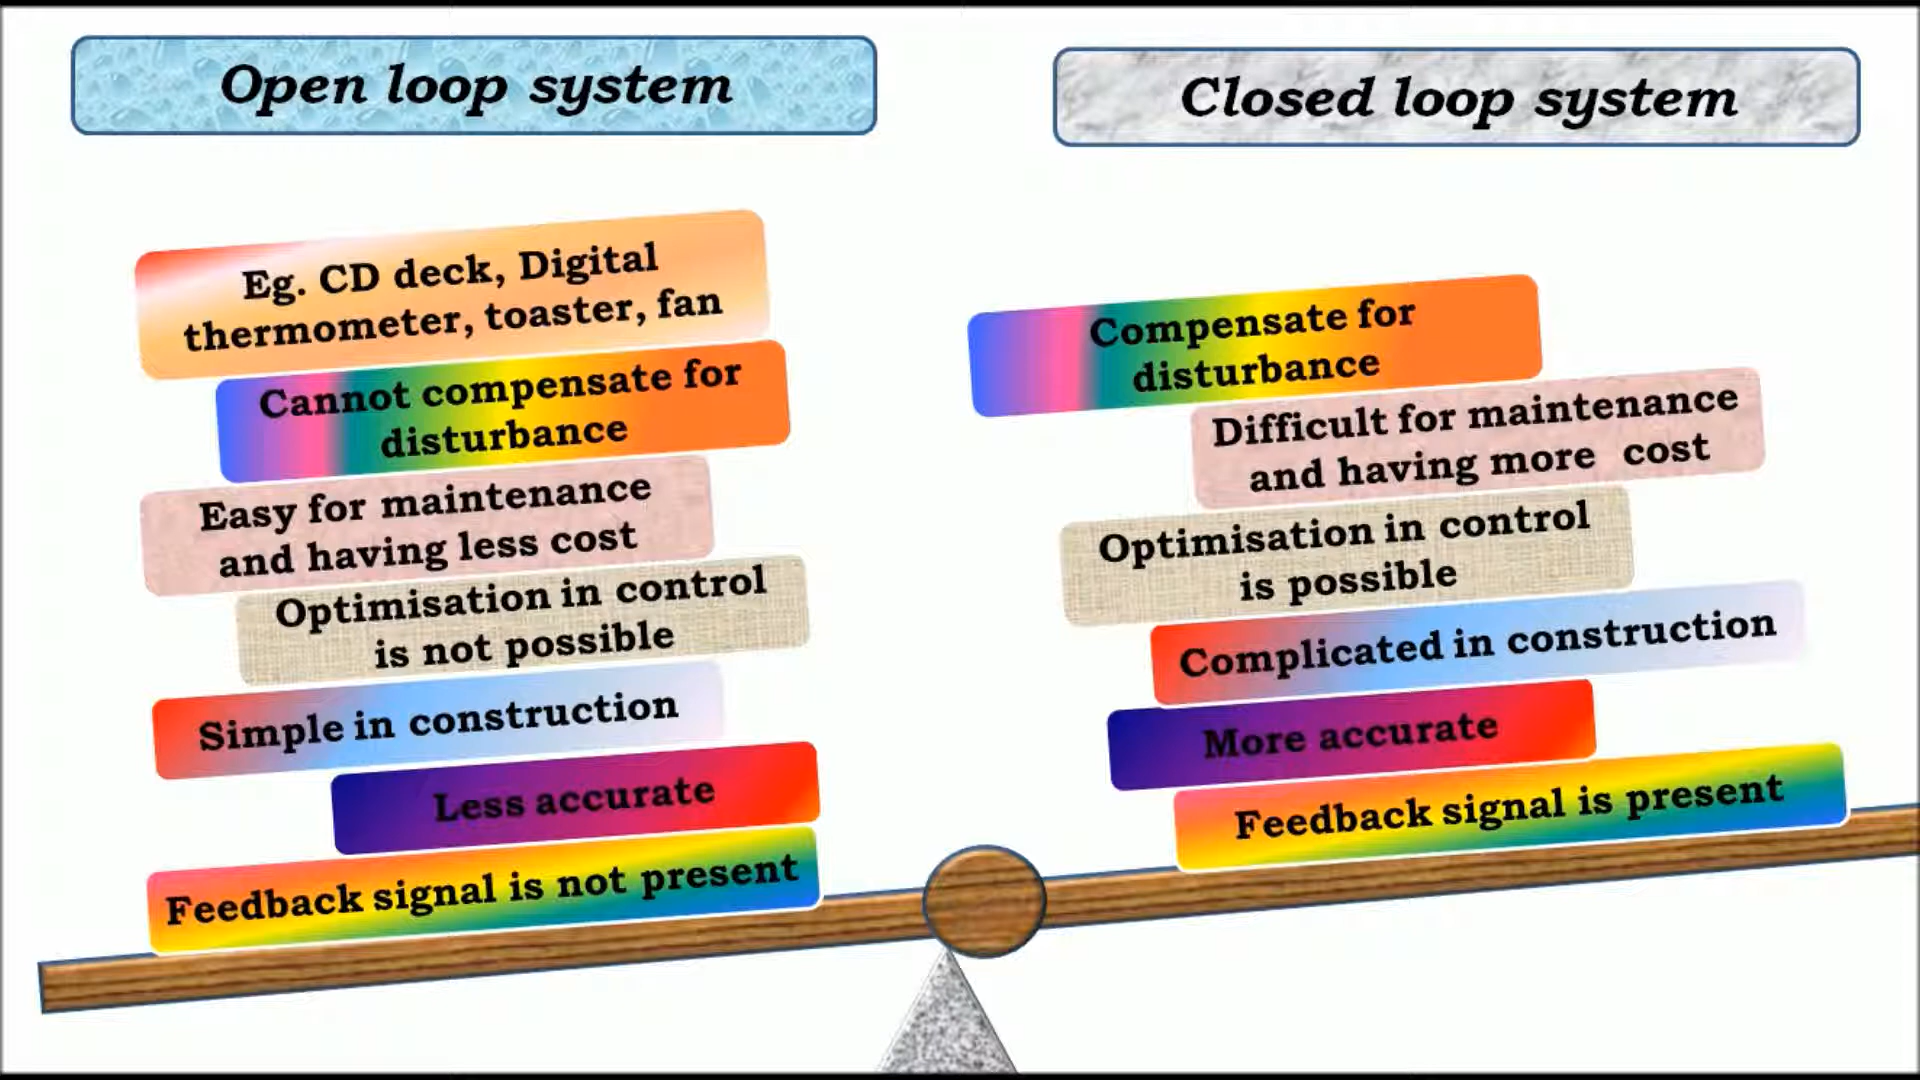 Open loop system
Closed loop system
Eg. CD deck, Digital
thermometer, toaster, fan
Cannot compensate for
disturbance
Easy for maintenance
and having less cost
Optimisation in control
is not possible
Simple in construction
Less accurate
Feedback signal is not present
Compensate for
disturbance
Difficult for maintenance
and having more cost
Optimisation in control
is possible
Complicated in construction
More accurate
Feedback signal is present